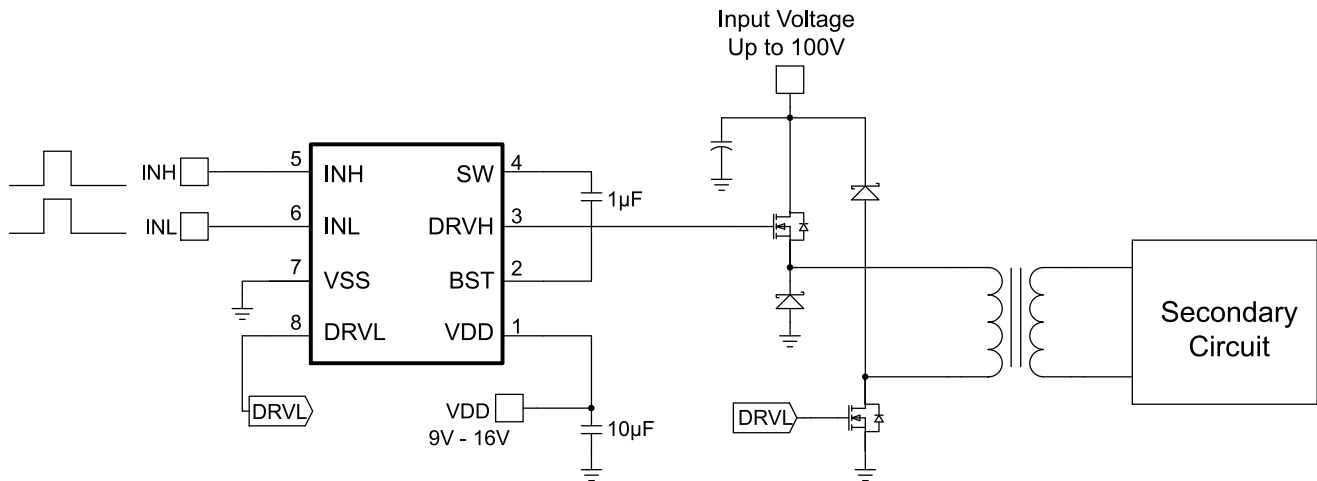 Input Voltage
Up to 100V
INH
5
INH
SW
4
1µF
INL
6
INL
DRVH
3
7
VSS
BST
2
8
DRVL
VDD
1
DRVL
VDD
9V - 16V
10µF
DRVL
Secondary
Circuit